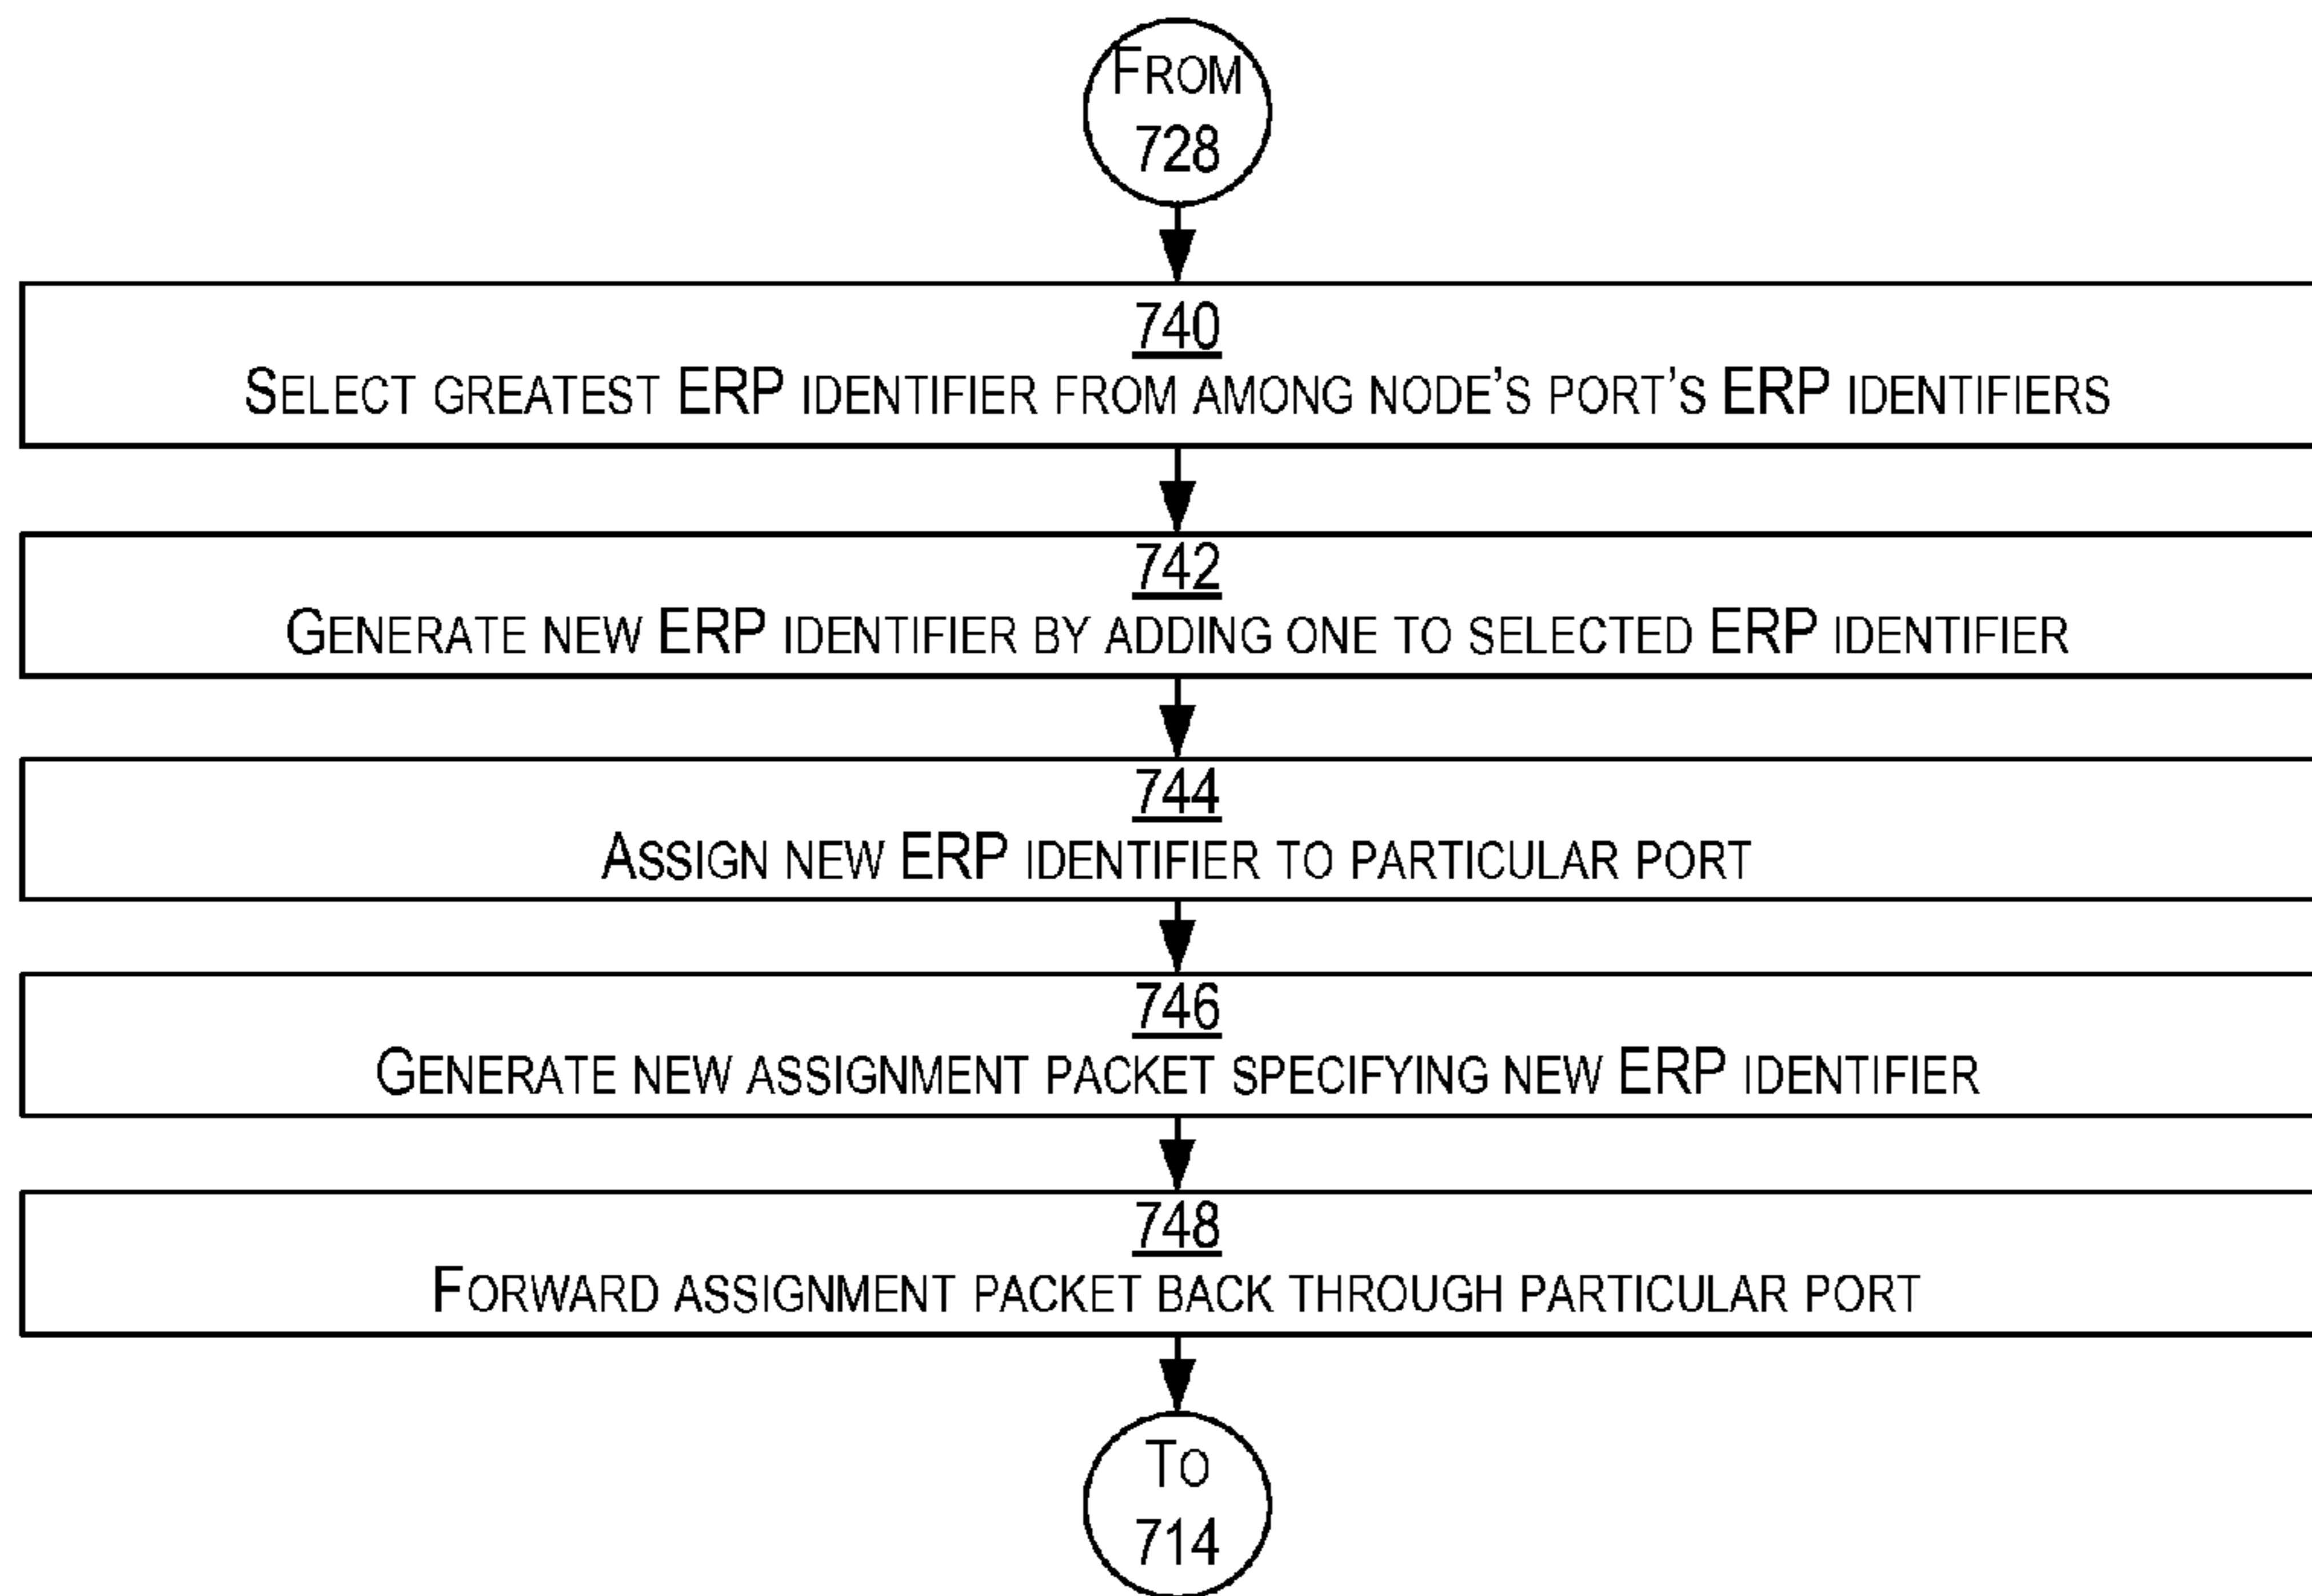 From
728
740
Select greatest ERP identifier from among node's port's ERP identifiers
742
Generate new ERP identifier by adding one to selected ERP identifier
744
Assign new ERP identifier to particular port
746
Generate new assignment packet specifying new ERP identifier
748
Forward assignment packet back through particular port
To
714